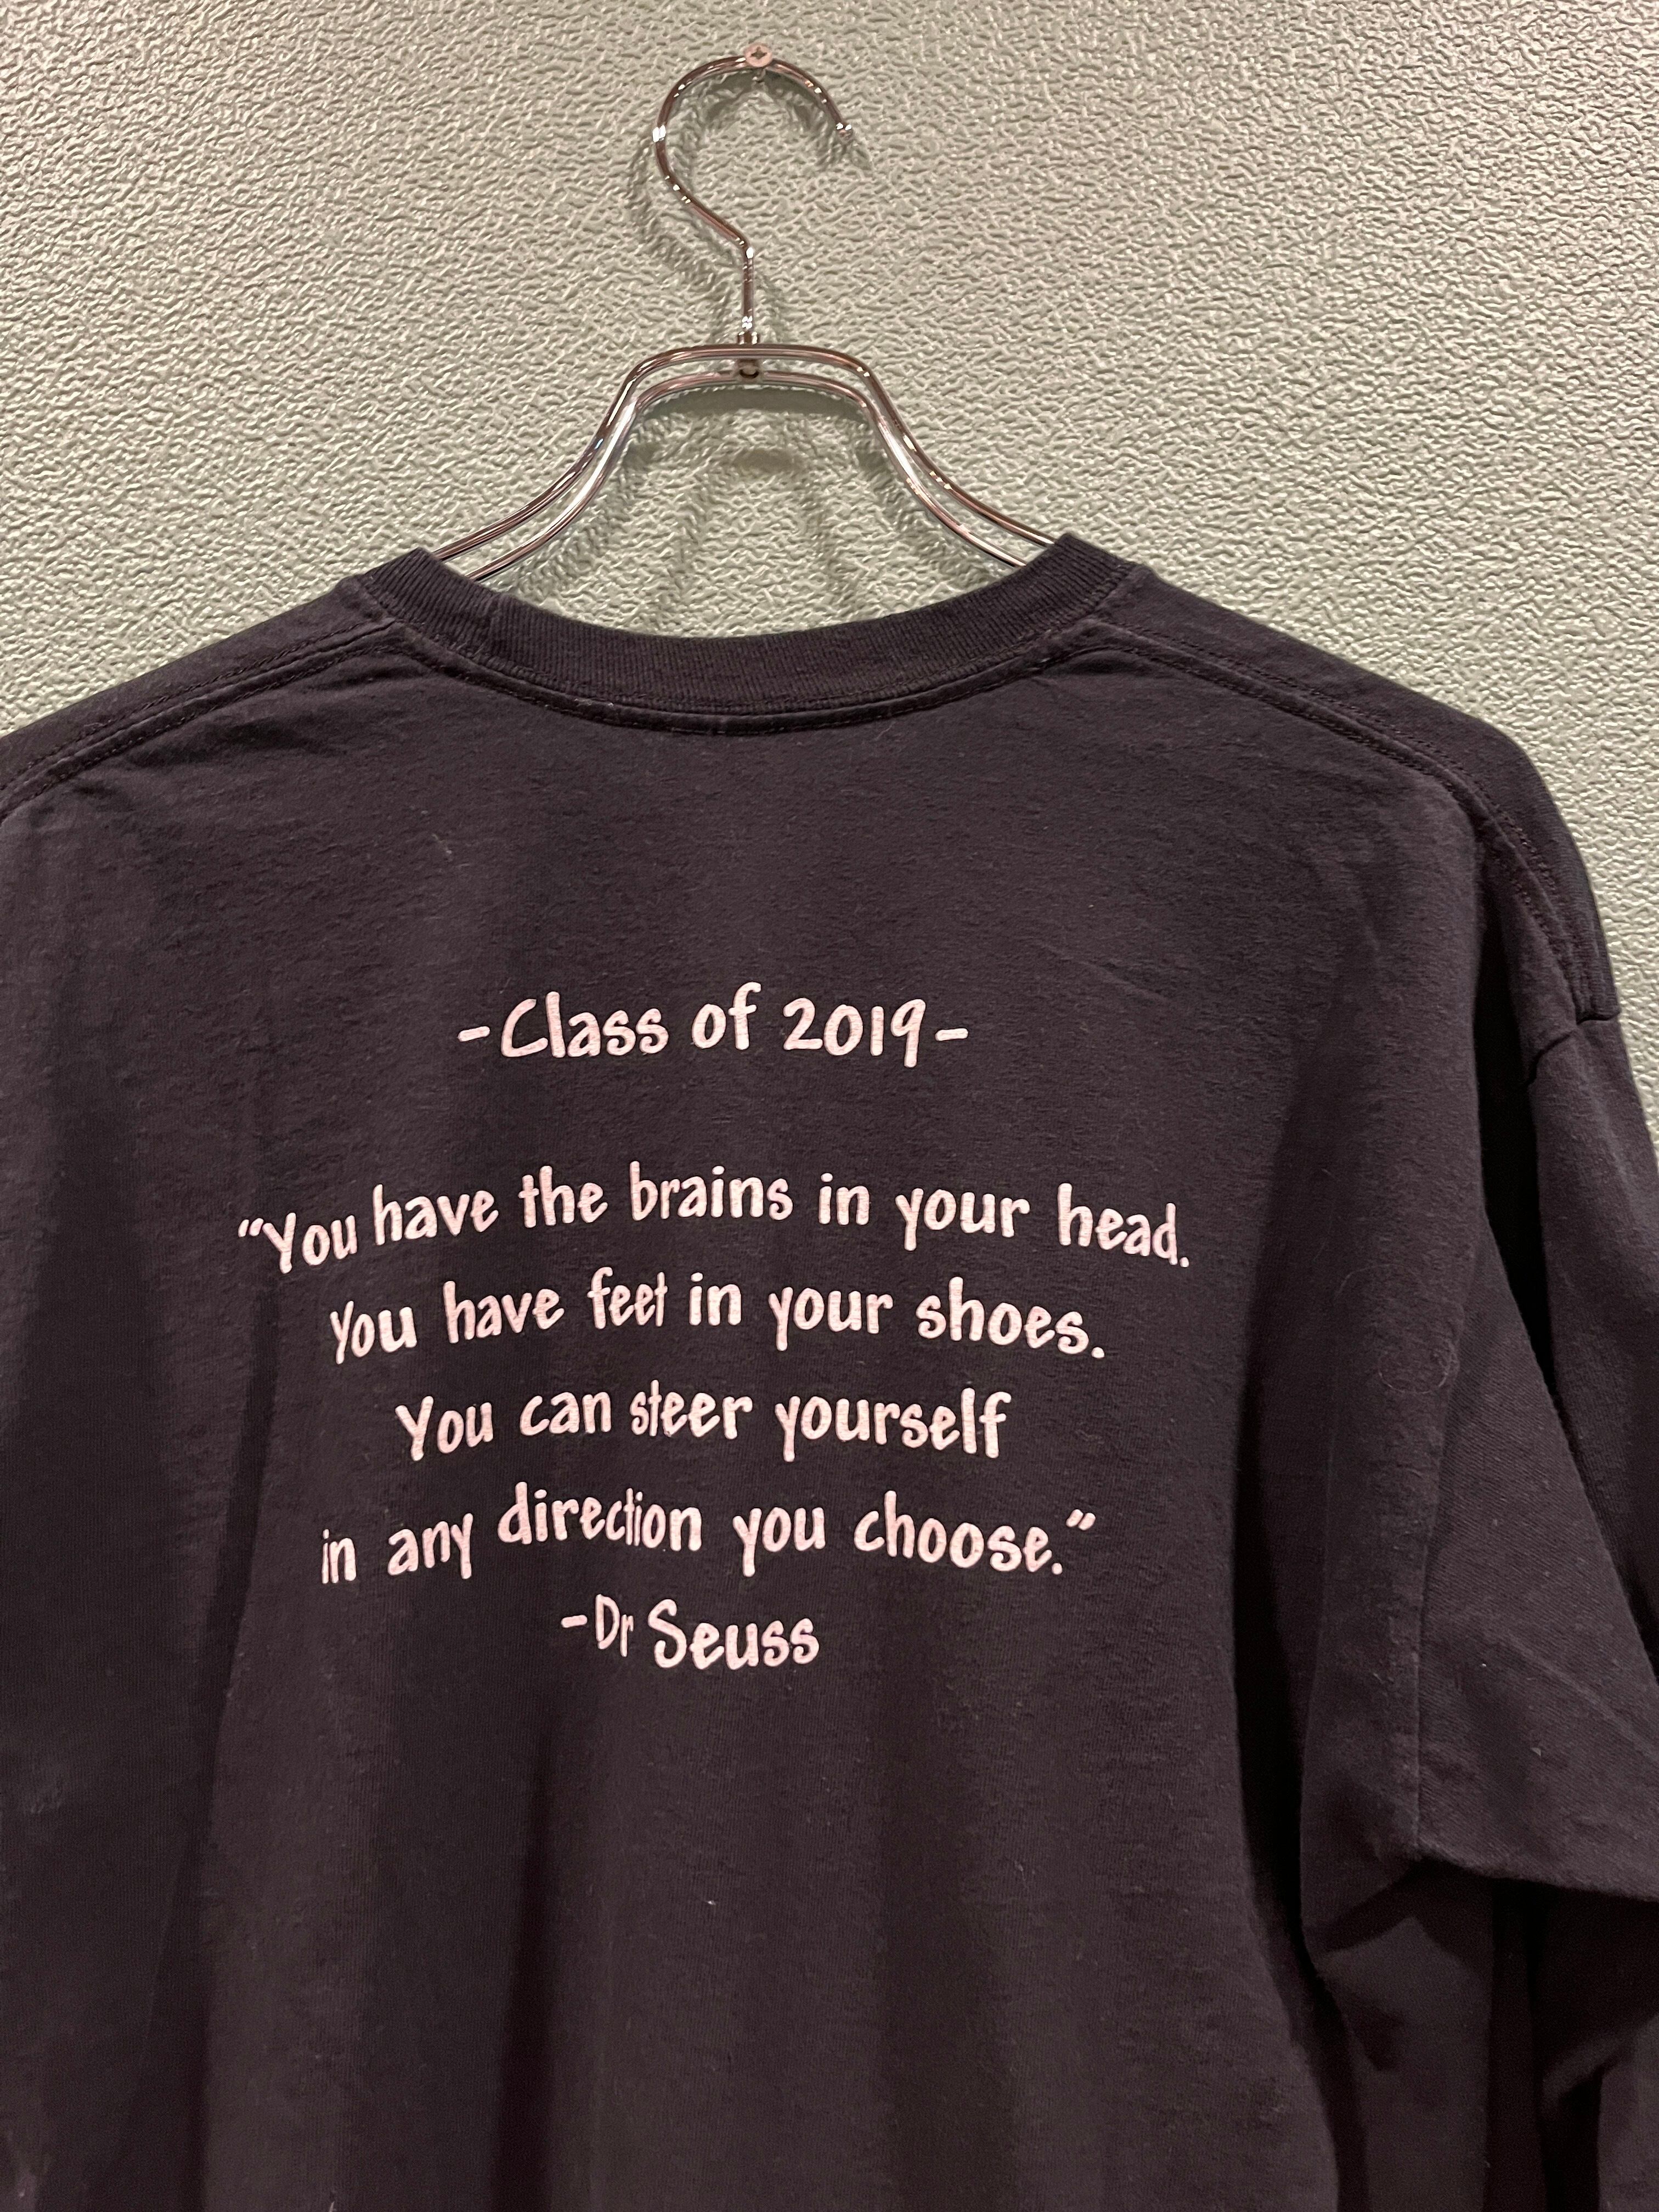 -Class of 2019-
“You have the brains in your head.
You have feet in your shoes.
You can steer yourself
in any direction you choose.”
-Dr Seuss